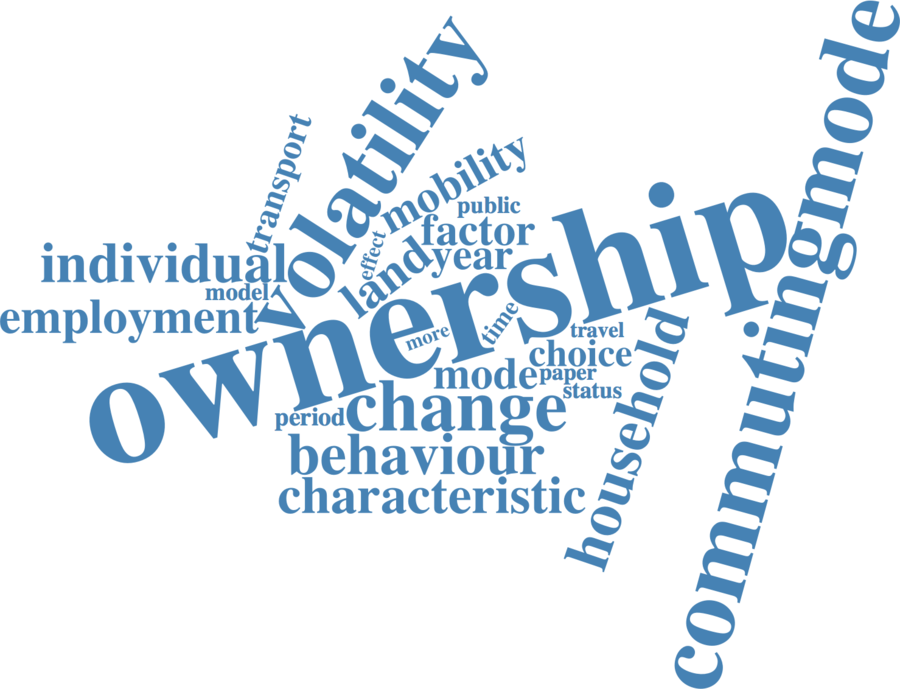 volatility
commutingmode
transport
mobility
public
ownership
factor
effect
year
land
individual
model
employment
more
time
travel
household
choice
mode
paper
status
period
change
behaviour
characteristic